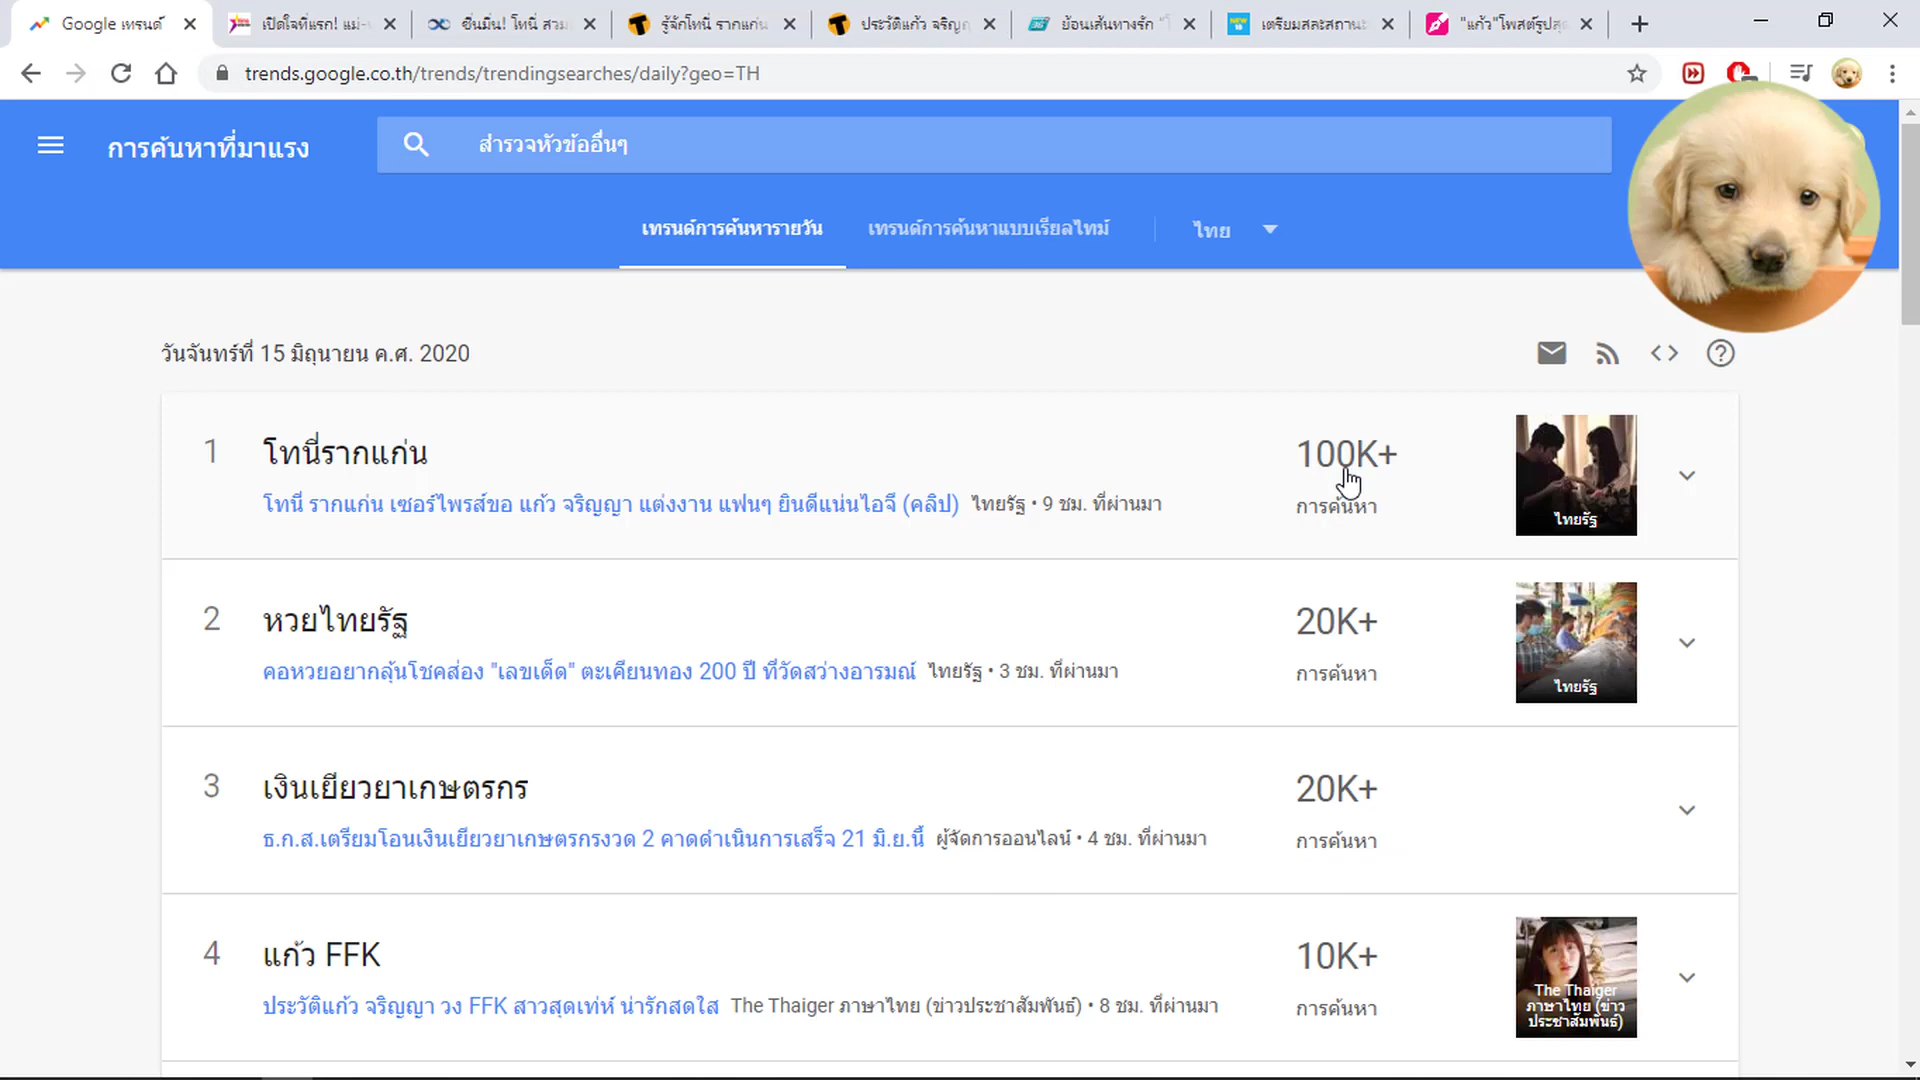 Google เทรนด์
เปิดใจที่แรก! แม่
ชื่นมื่น! โทนี่ สวม
รู้จักโทนี่ รากแก่น
ประวัติแก้ว จริญ
ย้อนเส้นทางรัก "โ
เตรียมสละสถานะ
"แก้ว"โพสต์รูปสุด
trends.google.co.th/trends/trendingsearches/daily?geo=TH
การค้นหาที่มาแรง
สำรวจหัวข้ออื่นๆ
เทรนด์การค้นหารายวัน
เทรนด์การค้นหาแบบเรียลไทม์
ไทย
วันจันทร์ที่ 15 มิถุนายน ค.ศ. 2020
1 โทนี่รากแก่น 100K+
โทนี่ รากแก่น เซอร์ไพรส์ขอ แก้ว จริญญา แต่งงาน แฟนๆ ยินดีแน่นไอจี (คลิป) ไทยรัฐ • 9 ชม. ที่ผ่านมา การค้นหา
ไทยรัฐ
2 หวยไทยรัฐ 20K+
คอหวยอยากลุ้นโชคส่อง "เลขเด็ด" ตะเคียนทอง 200 ปี ที่วัดสว่างอารมณ์ ไทยรัฐ • 3 ชม. ที่ผ่านมา การค้นหา
ไทยรัฐ
3 เงินเยียวยาเกษตรกร 20K+
ธ.ก.ส.เตรียมโอนเงินเยียวยาเกษตรกรงวด 2 คาดดำเนินการเสร็จ 21 มิ.ย.นี้ ผู้จัดการออนไลน์ • 4 ชม. ที่ผ่านมา การค้นหา
4 แก้ว FFK 10K+
ประวัติแก้ว จริญญา วง FFK สาวสุดเท่ห์ น่ารักสดใส The Thaiger ภาษาไทย (ข่าวประชาสัมพันธ์) • 8 ชม. ที่ผ่านมา การค้นหา
The Thaiger
ภาษาไทย (ข่าว
ประชาสัมพันธ์)